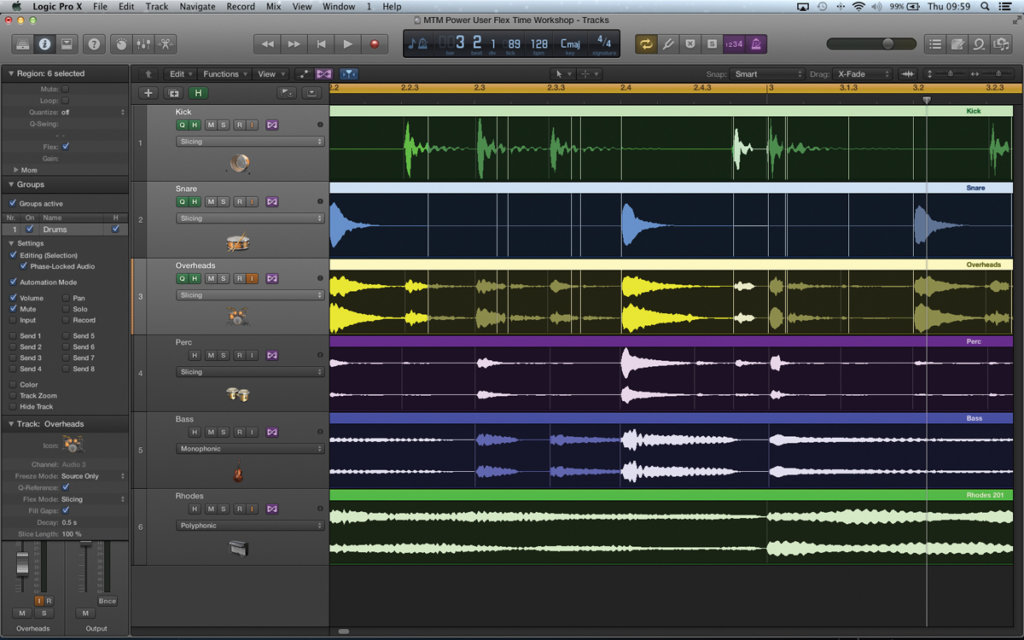 Logic Pro X File Edit Track Navigate Record Mix View Window 1 Help 99% Thu 09:59
MTM Power User Flex Time Workshop - Tracks
3 2 1 89 128 Cmaj 4/4
bar beat div tick bpm key signature
1234
Region: 6 selected
Edit Functions View Snap: Smart Drag: X-Fade
Mute:
Loop:
Quantize: off
Q-Swing:
Flex:
Gain:
More
H
2.2 2.2.3 2.3 2.3.3 2.4 2.4.3 3 3.1.3 3.2 3.2.3
Groups
Groups active
Nr. On Name H
1 Drums
Settings
Editing (Selection)
Phase-Locked Audio
Automation Mode
Volume Pan
Mute Solo
Input Record
Send 1 Send 5
Send 2 Send 6
Send 3 Send 7
Send 4 Send 8
Color
Track Zoom
Hide Track
Track: Overheads
Icon:
Channel: Audio 3
Freeze Mode: Source Only
Q-Reference:
Flex Mode: Slicing
Fill Gaps:
Decay: 0.5 s
Slice Length: 100 %
I R Bnce
M S M
Overheads Output
Kick Kick
1 Q H M S R I
Slicing
Snare Snare
2 Q H M S R I
Slicing
Overheads Overheads
3 Q H M S R I
Slicing
Perc Perc
4 H M S R I
Slicing
Bass Bass
5 H M S R I
Monophonic
Rhodes Rhodes 201
6 H M S R I
Polyphonic